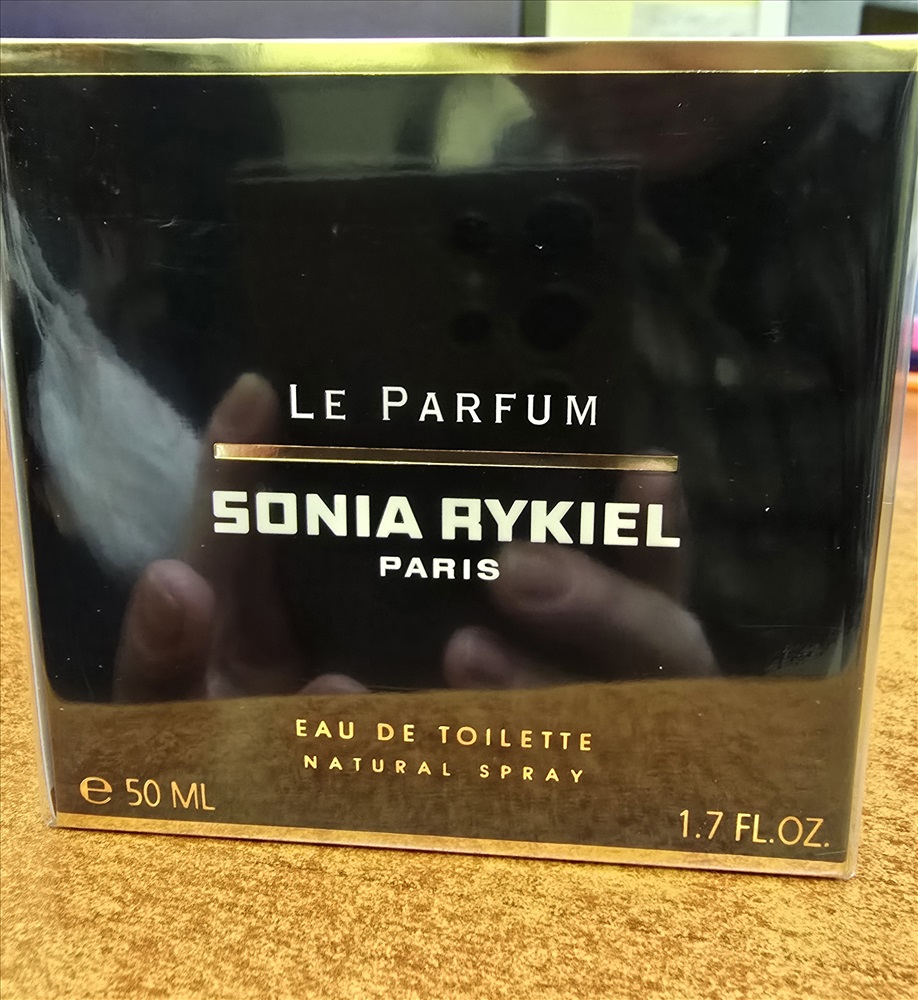 LE PARFUM
SONIA RYKIEL
PARIS
EAU DE TOILETTE
NATURAL SPRAY
℮ 50 ML
1.7 FL.OZ.